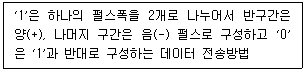 ‘1’은 하나의 펄스폭을 2개로 나누어서 반구간은
양(+), 나머지 구간은 음(-) 펄스로 구성하고 ‘0’
은 ‘1’과 반대로 구성하는 데이터 전송방법